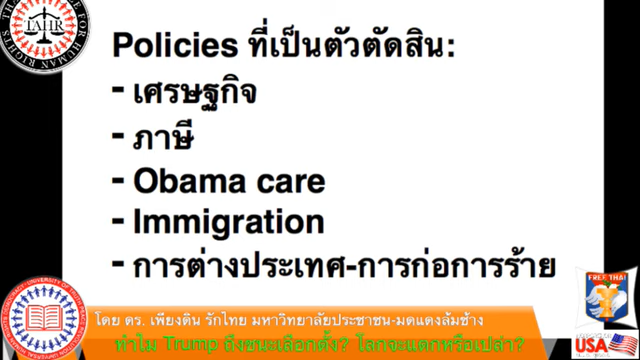 Policies ที่เป็นตัวตัดสิน:
- เศรษฐกิจ
- ภาษี
- Obama care
- Immigration
- การต่างประเทศ-การก่อการร้าย
TAHR
FREE THAI
โดย ดร. เพียงดิน รักไทย มหาวิทยาลัยประชาชน-มดแดงล้มช้าง
ทำไม Trump ถึงชนะเลือกตั้ง? โลกจะแตกหรือเปล่า?
USA